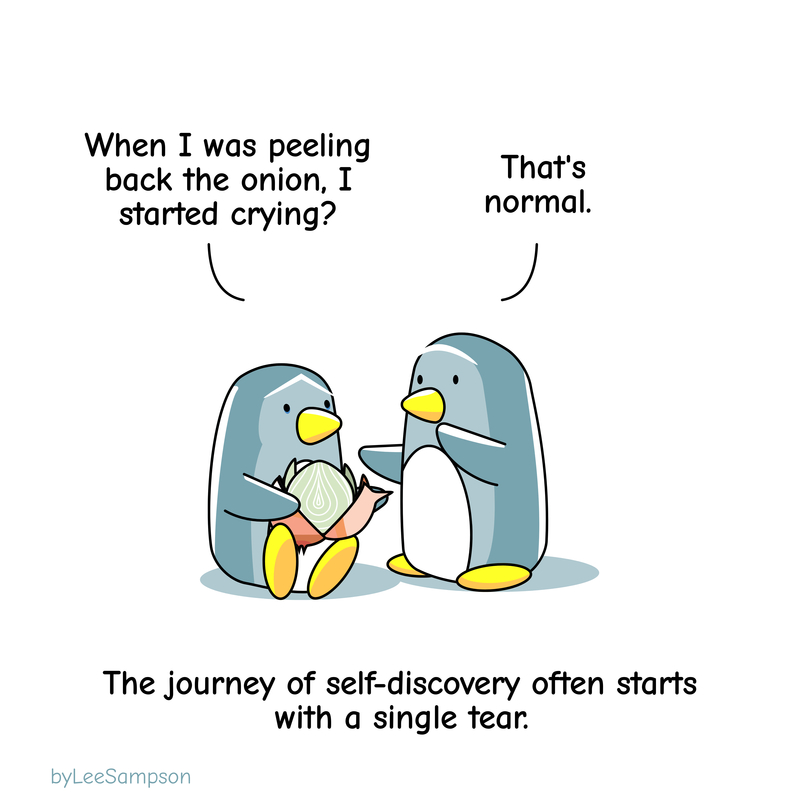 When I was peeling
back the onion, I
started crying?
That's
normal.
The journey of self-discovery often starts
with a single tear.
byLeeSampson